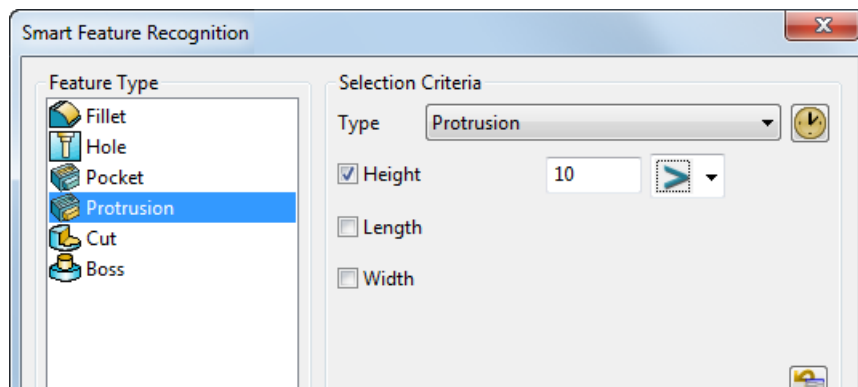 Smart Feature Recognition
Feature Type
Fillet
Hole
Pocket
Protrusion
Cut
Boss
Selection Criteria
Type Protrusion
Height 10 >
Length
Width